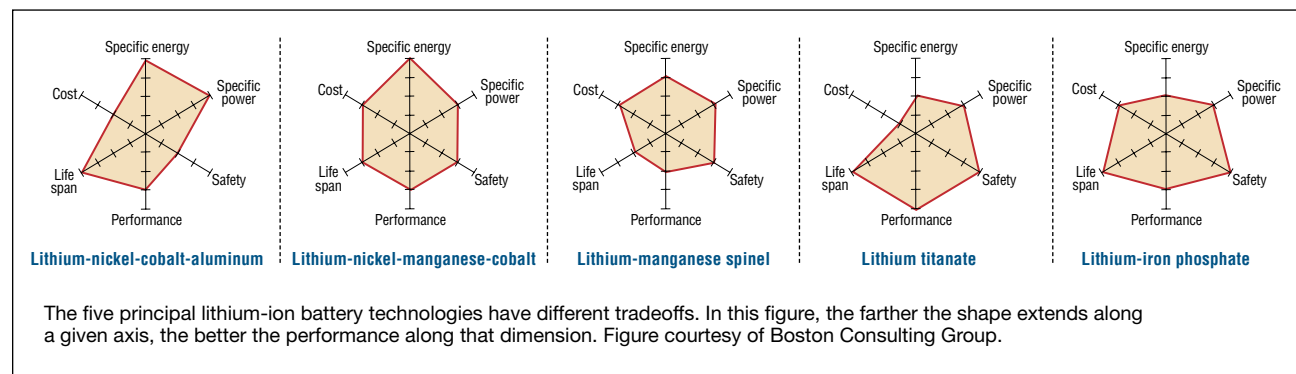 Specific energy
Cost
Specific
power
Life
span
Safety
Performance
Lithium-nickel-cobalt-aluminum
Specific energy
Cost
Specific
power
Life
span
Safety
Performance
Lithium-nickel-manganese-cobalt
Specific energy
Cost
Specific
power
Life
span
Safety
Performance
Lithium-manganese spinel
Specific energy
Cost
Specific
power
Life
span
Safety
Performance
Lithium titanate
Specific energy
Cost
Specific
power
Life
span
Safety
Performance
Lithium-iron phosphate
The five principal lithium-ion battery technologies have different tradeoffs. In this figure, the farther the shape extends along
a given axis, the better the performance along that dimension. Figure courtesy of Boston Consulting Group.